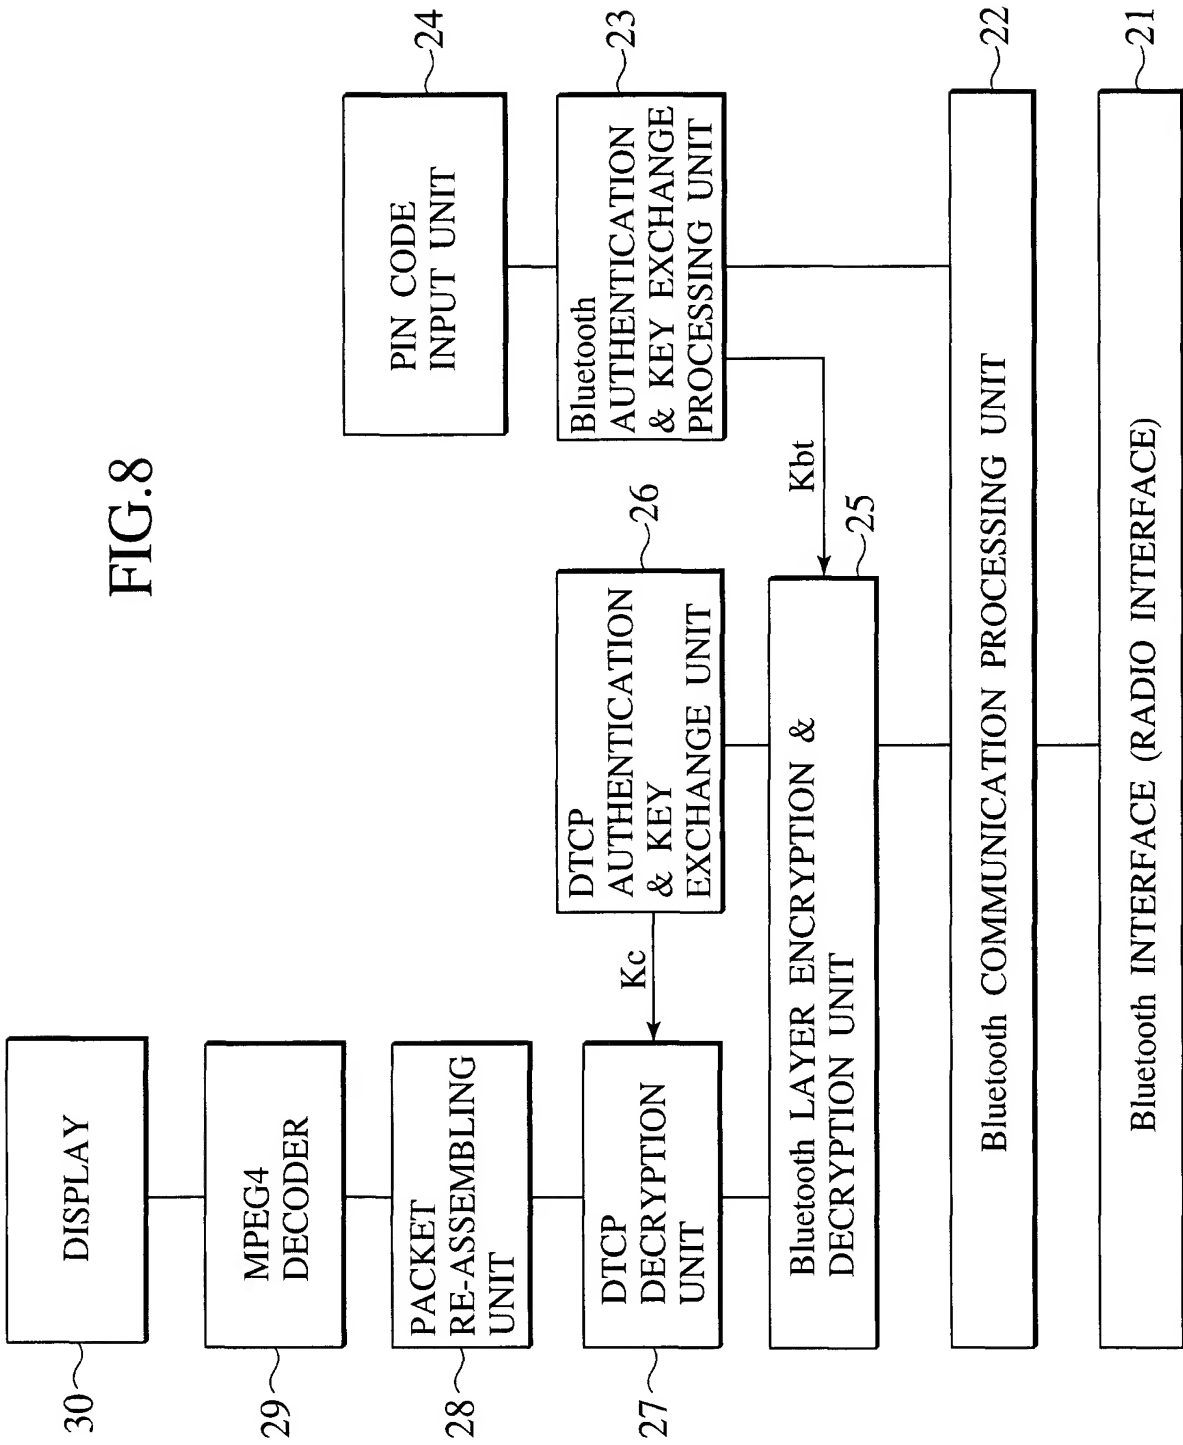 FIG.8
30
DISPLAY
29
MPEG4
DECODER
28
PACKET
RE-ASSEMBLING
UNIT
24
PIN CODE
INPUT UNIT
27
DTCP
DECRYPTION
UNIT
Kc
26
DTCP
AUTHENTICATION
& KEY
EXCHANGE UNIT
23
Bluetooth
AUTHENTICATION
& KEY EXCHANGE
PROCESSING UNIT
Kbt
25
Bluetooth LAYER ENCRYPTION &
DECRYPTION UNIT
22
Bluetooth COMMUNICATION PROCESSING UNIT
21
Bluetooth INTERFACE (RADIO INTERFACE)